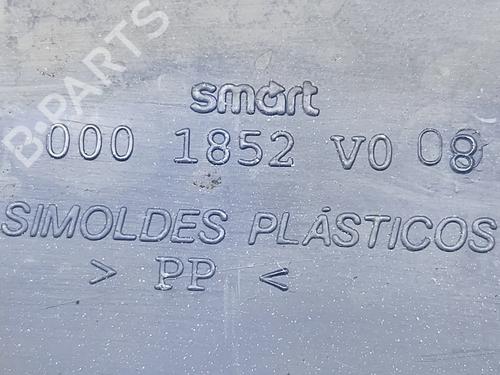 B-PARTS
smart
000 1852 V0 08
SIMOLDES PLÁSTICOS
> PP <